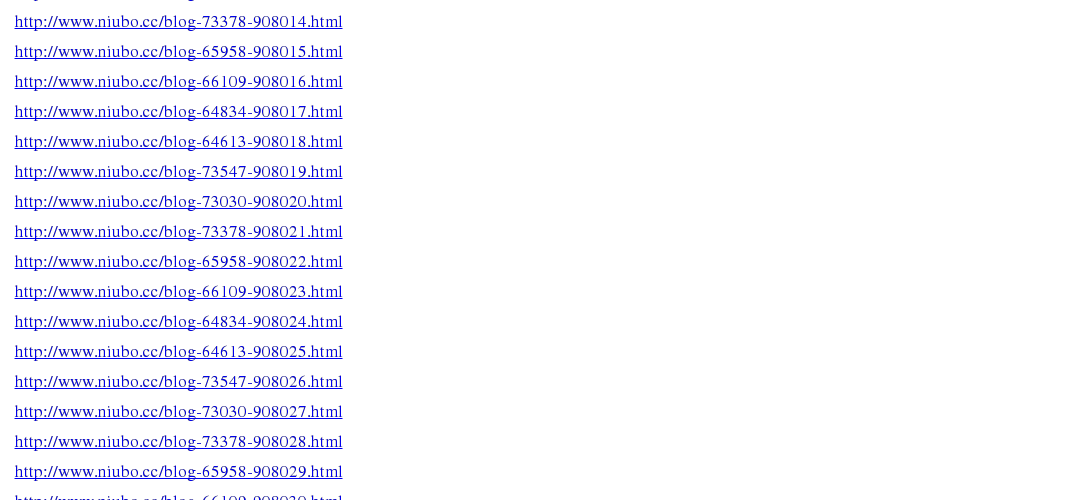 http://www.niubo.cc/blog-73378-908014.html
http://www.niubo.cc/blog-65958-908015.html
http://www.niubo.cc/blog-66109-908016.html
http://www.niubo.cc/blog-64834-908017.html
http://www.niubo.cc/blog-64613-908018.html
http://www.niubo.cc/blog-73547-908019.html
http://www.niubo.cc/blog-73030-908020.html
http://www.niubo.cc/blog-73378-908021.html
http://www.niubo.cc/blog-65958-908022.html
http://www.niubo.cc/blog-66109-908023.html
http://www.niubo.cc/blog-64834-908024.html
http://www.niubo.cc/blog-64613-908025.html
http://www.niubo.cc/blog-73547-908026.html
http://www.niubo.cc/blog-73030-908027.html
http://www.niubo.cc/blog-73378-908028.html
http://www.niubo.cc/blog-65958-908029.html